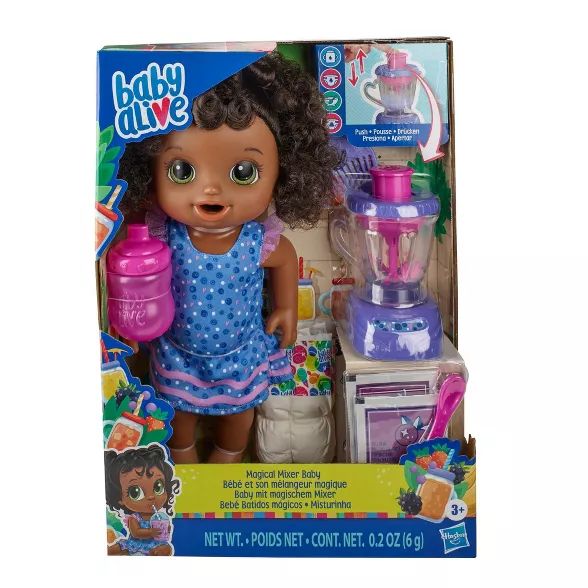 baby
alive
Push • Pousse • Drücken
Presiona • Apertar
Magical Mixer Baby
Bébé et son mélangeur magique
Baby mit magischem Mixer
Bebé Batidos mágicos • Misturinha
3+
NET WT. • POIDS NET • CONT. NET. 0.2 OZ (6 g)
Hasbro